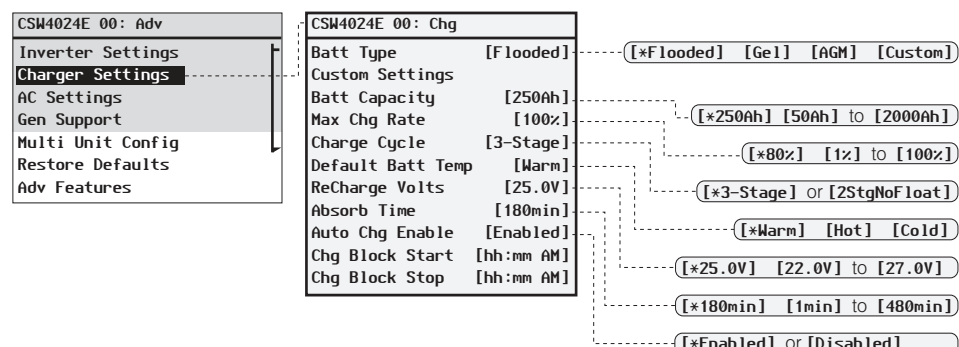 CSW4024E 00: Adv
Inverter Settings
Charger Settings
AC Settings
Gen Support
Multi Unit Config
Restore Defaults
Adv Features
CSW4024E 00: Chg
Batt Type [Flooded]
Custom Settings
Batt Capacity [250Ah]
Max Chg Rate [100%]
Charge Cycle [3-Stage]
Default Batt Temp [Warm]
ReCharge Volts [25.0V]
Absorb Time [180min]
Auto Chg Enable [Enabled]
Chg Block Start [hh:mm AM]
Chg Block Stop [hh:mm AM]
[*Flooded] [Gel] [AGM] [Custom]
[*250Ah] [50Ah] to [2000Ah]
[*80%] [1%] to [100%]
[*3-Stage] or [2StgNoFloat]
[*Warm] [Hot] [Cold]
[*25.0V] [22.0V] to [27.0V]
[*180min] [1min] to [480min]
[*Enabled] or [Disabled]